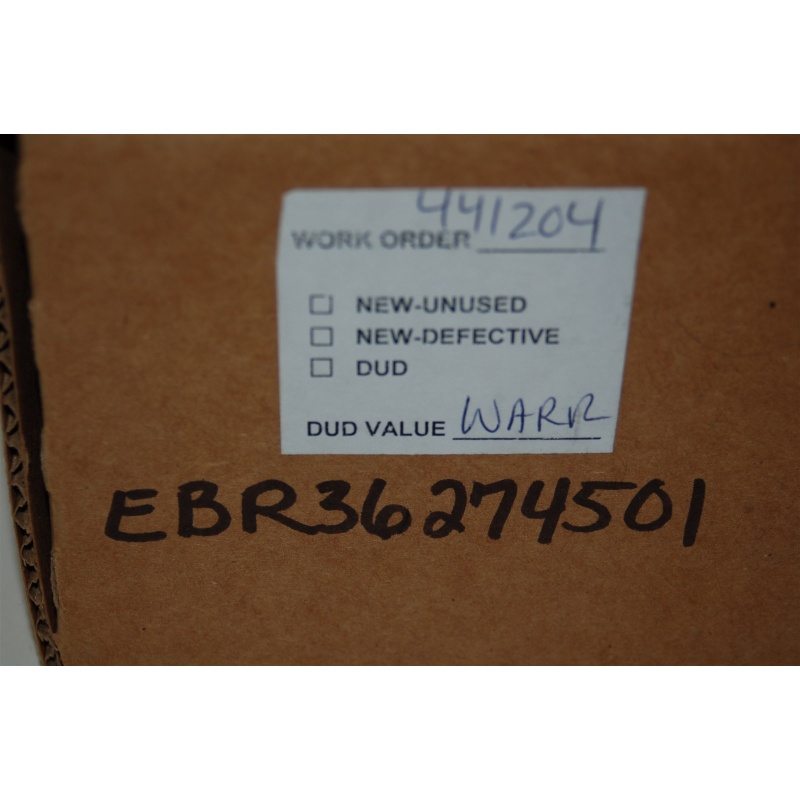 WORK ORDER 441204
☐ NEW-UNUSED
☐ NEW-DEFECTIVE
☐ DUD
DUD VALUE WARR
EBR36274501